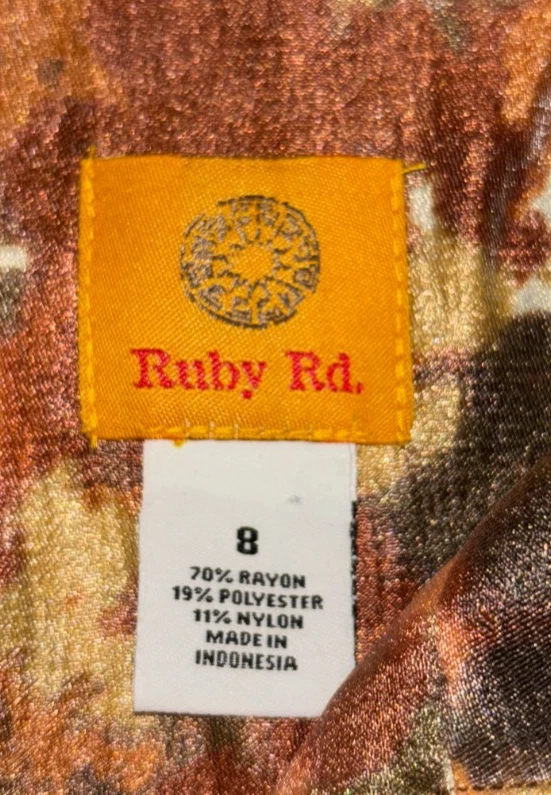 Ruby Rd.
8
70% RAYON
19% POLYESTER
11% NYLON
MADE IN
INDONESIA